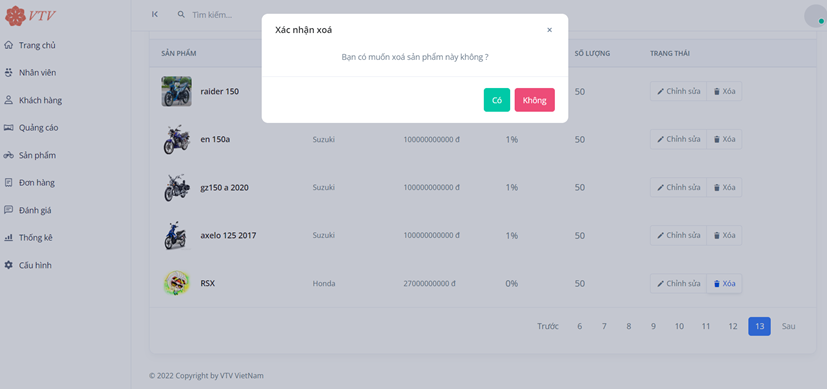 VTV
Tìm kiếm...
Xác nhận xoá
×
Bạn có muốn xoá sản phẩm này không ?
Có
Không
Trang chủ
Nhân viên
Khách hàng
Quảng cáo
Sản phẩm
Đơn hàng
Đánh giá
Thống kê
Cấu hình
SẢN PHẨM
SỐ LƯỢNG
TRẠNG THÁI
raider 150
50
Chỉnh sửa
Xóa
en 150a
Suzuki
100000000000 đ
1%
50
Chỉnh sửa
Xóa
gz150 a 2020
Suzuki
100000000000 đ
1%
50
Chỉnh sửa
Xóa
axelo 125 2017
Suzuki
100000000000 đ
1%
50
Chỉnh sửa
Xóa
RSX
Honda
27000000000 đ
0%
50
Chỉnh sửa
Xóa
Trước 6 7 8 9 10 11 12 13 Sau
© 2022 Copyright by VTV VietNam